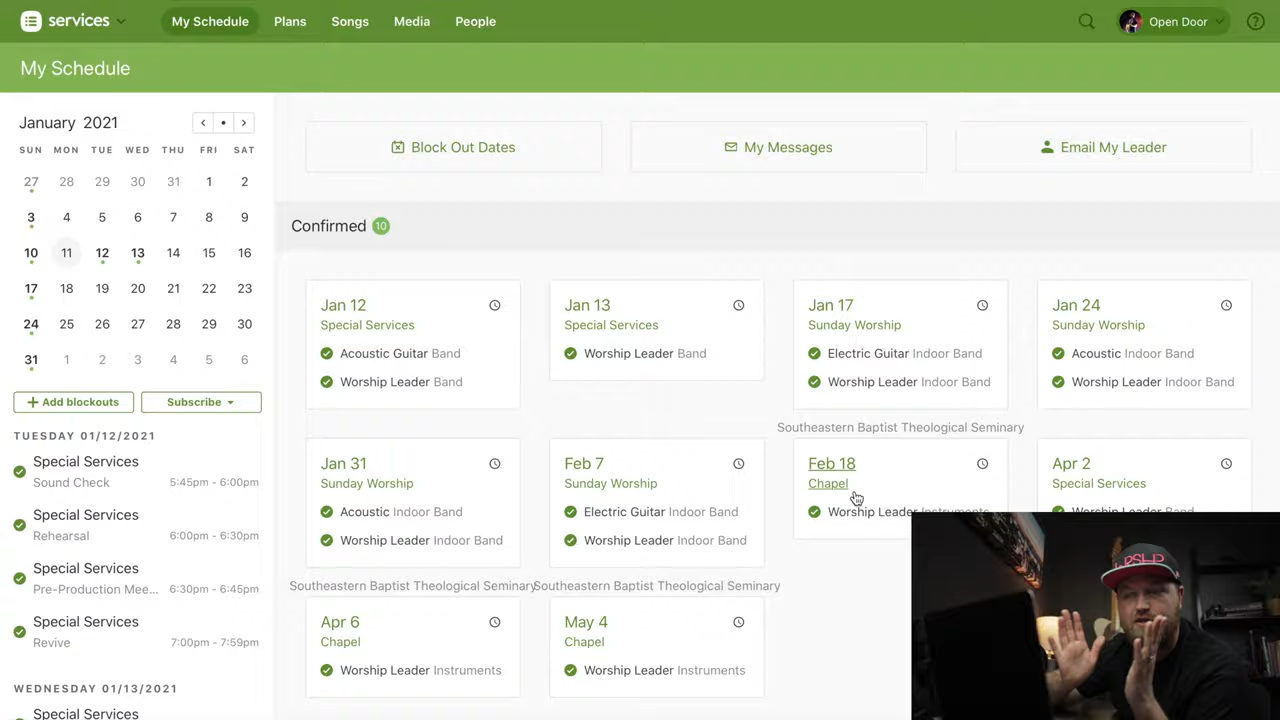 services
My Schedule
Plans
Songs
Media
People
Open Door
?
My Schedule
January 2021
SUN MON TUE WED THU FRI SAT
27 28 29 30 31 1 2
3 4 5 6 7 8 9
10 11 12 13 14 15 16
17 18 19 20 21 22 23
24 25 26 27 28 29 30
31 1 2 3 4 5 6
+ Add blockouts
Subscribe
TUESDAY 01/12/2021
Special Services
Sound Check 5:45pm - 6:00pm
Special Services
Rehearsal 6:00pm - 6:30pm
Special Services
Pre-Production Mee... 6:30pm - 6:45pm
Special Services
Revive 7:00pm - 7:59pm
WEDNESDAY 01/13/2021
Special Services
Block Out Dates
My Messages
Email My Leader
Confirmed 10
Jan 12
Special Services
Acoustic Guitar Band
Worship Leader Band
Jan 13
Special Services
Worship Leader Band
Jan 17
Sunday Worship
Electric Guitar Indoor Band
Worship Leader Indoor Band
Jan 24
Sunday Worship
Acoustic Indoor Band
Worship Leader Indoor Band
Jan 31
Sunday Worship
Acoustic Indoor Band
Worship Leader Indoor Band
Feb 7
Sunday Worship
Electric Guitar Indoor Band
Worship Leader Indoor Band
Southeastern Baptist Theological Seminary
Feb 18
Chapel
Worship Leader Instruments
Apr 2
Special Services
Worship Leader Band
Southeastern Baptist Theological Seminary
Apr 6
Chapel
Worship Leader Instruments
Southeastern Baptist Theological Seminary
May 4
Chapel
Worship Leader Instruments